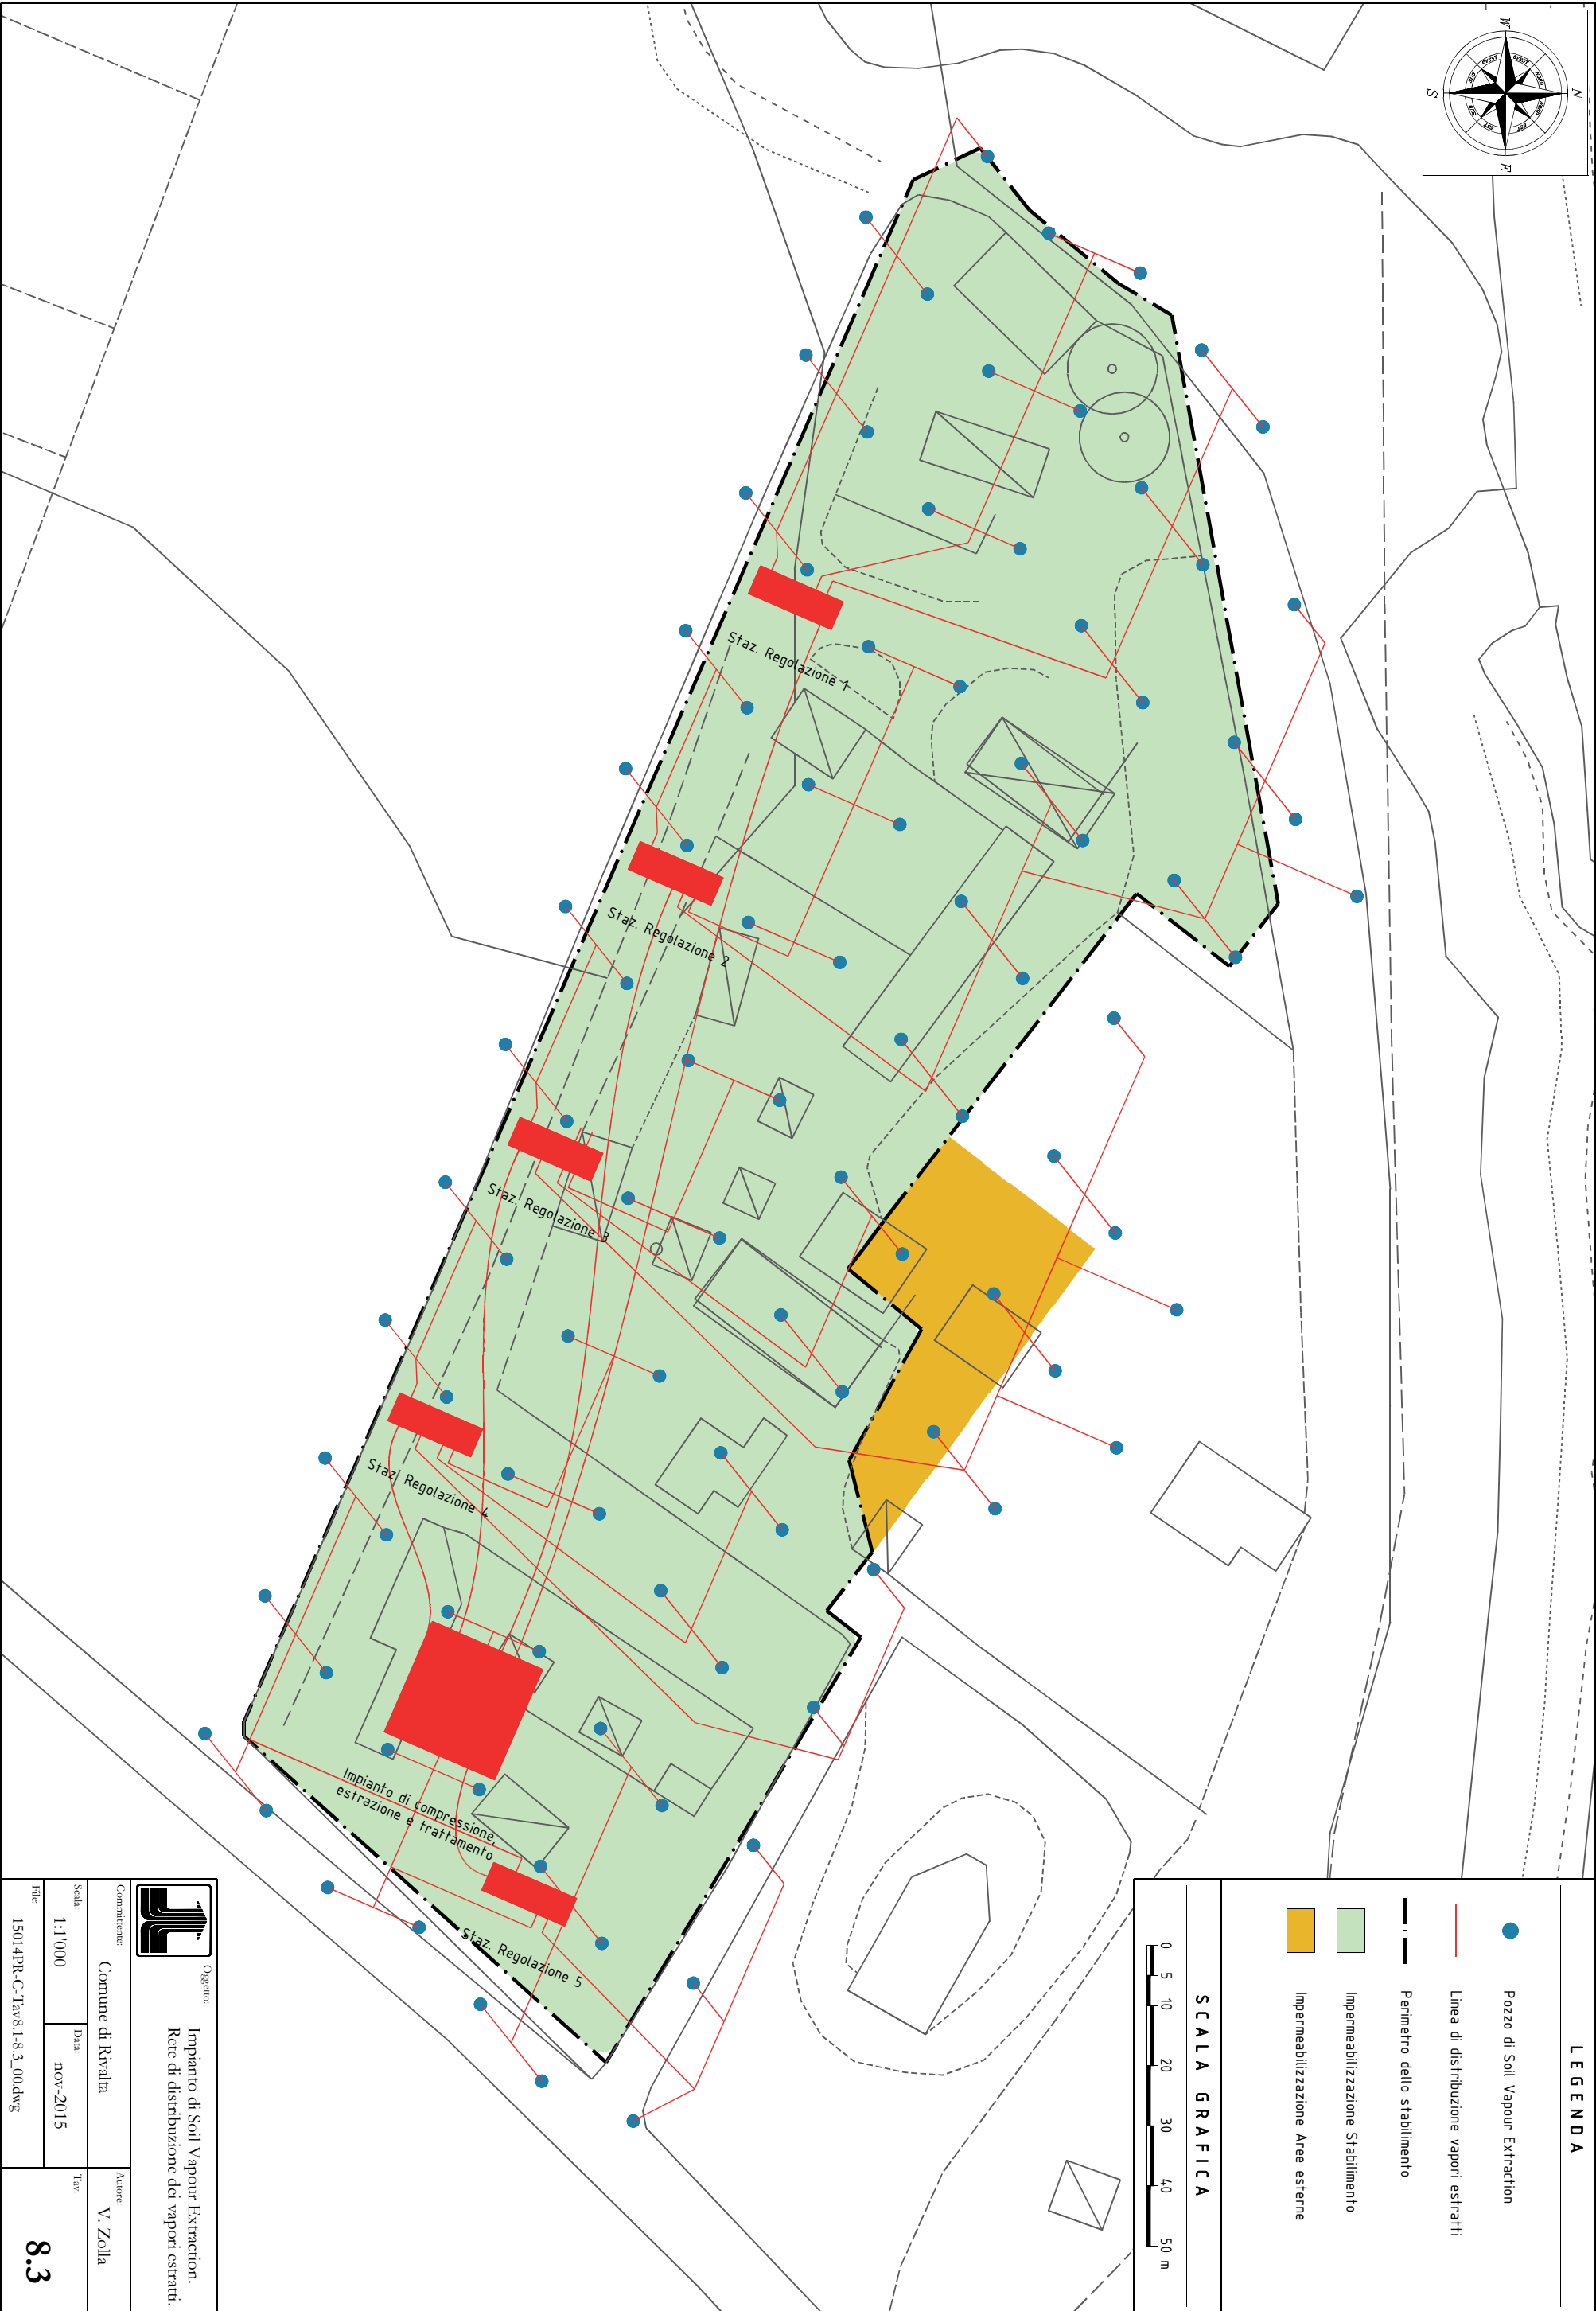 W
N
S
E
Staz. Regolazione 1
Staz. Regolazione 2
Staz. Regolazione 3
Staz. Regolazione 4
Impianto di compressione,
estrazione e trattamento
Staz. Regolazione 5
LEGENDA
Pozzo di Soil Vapour Extraction
Linea di distribuzione vapori estratti
Perimetro dello stabilimento
Impermeabilizzazione Stabilimento
Impermeabilizzazione Aree esterne
SCALA GRAFICA
0 5 10 20 30 40 50 m
Oggetto:
Impianto di Soil Vapour Extraction.
Rete di distribuzione dei vapori estratti.
Committente:
Comune di Rivalta
Autore:
V. Zolla
Scala:
1:1'000
Data:
nov-2015
Tav.
8.3
File:
15014PR-C-Tav8.1-8.3_00.dwg